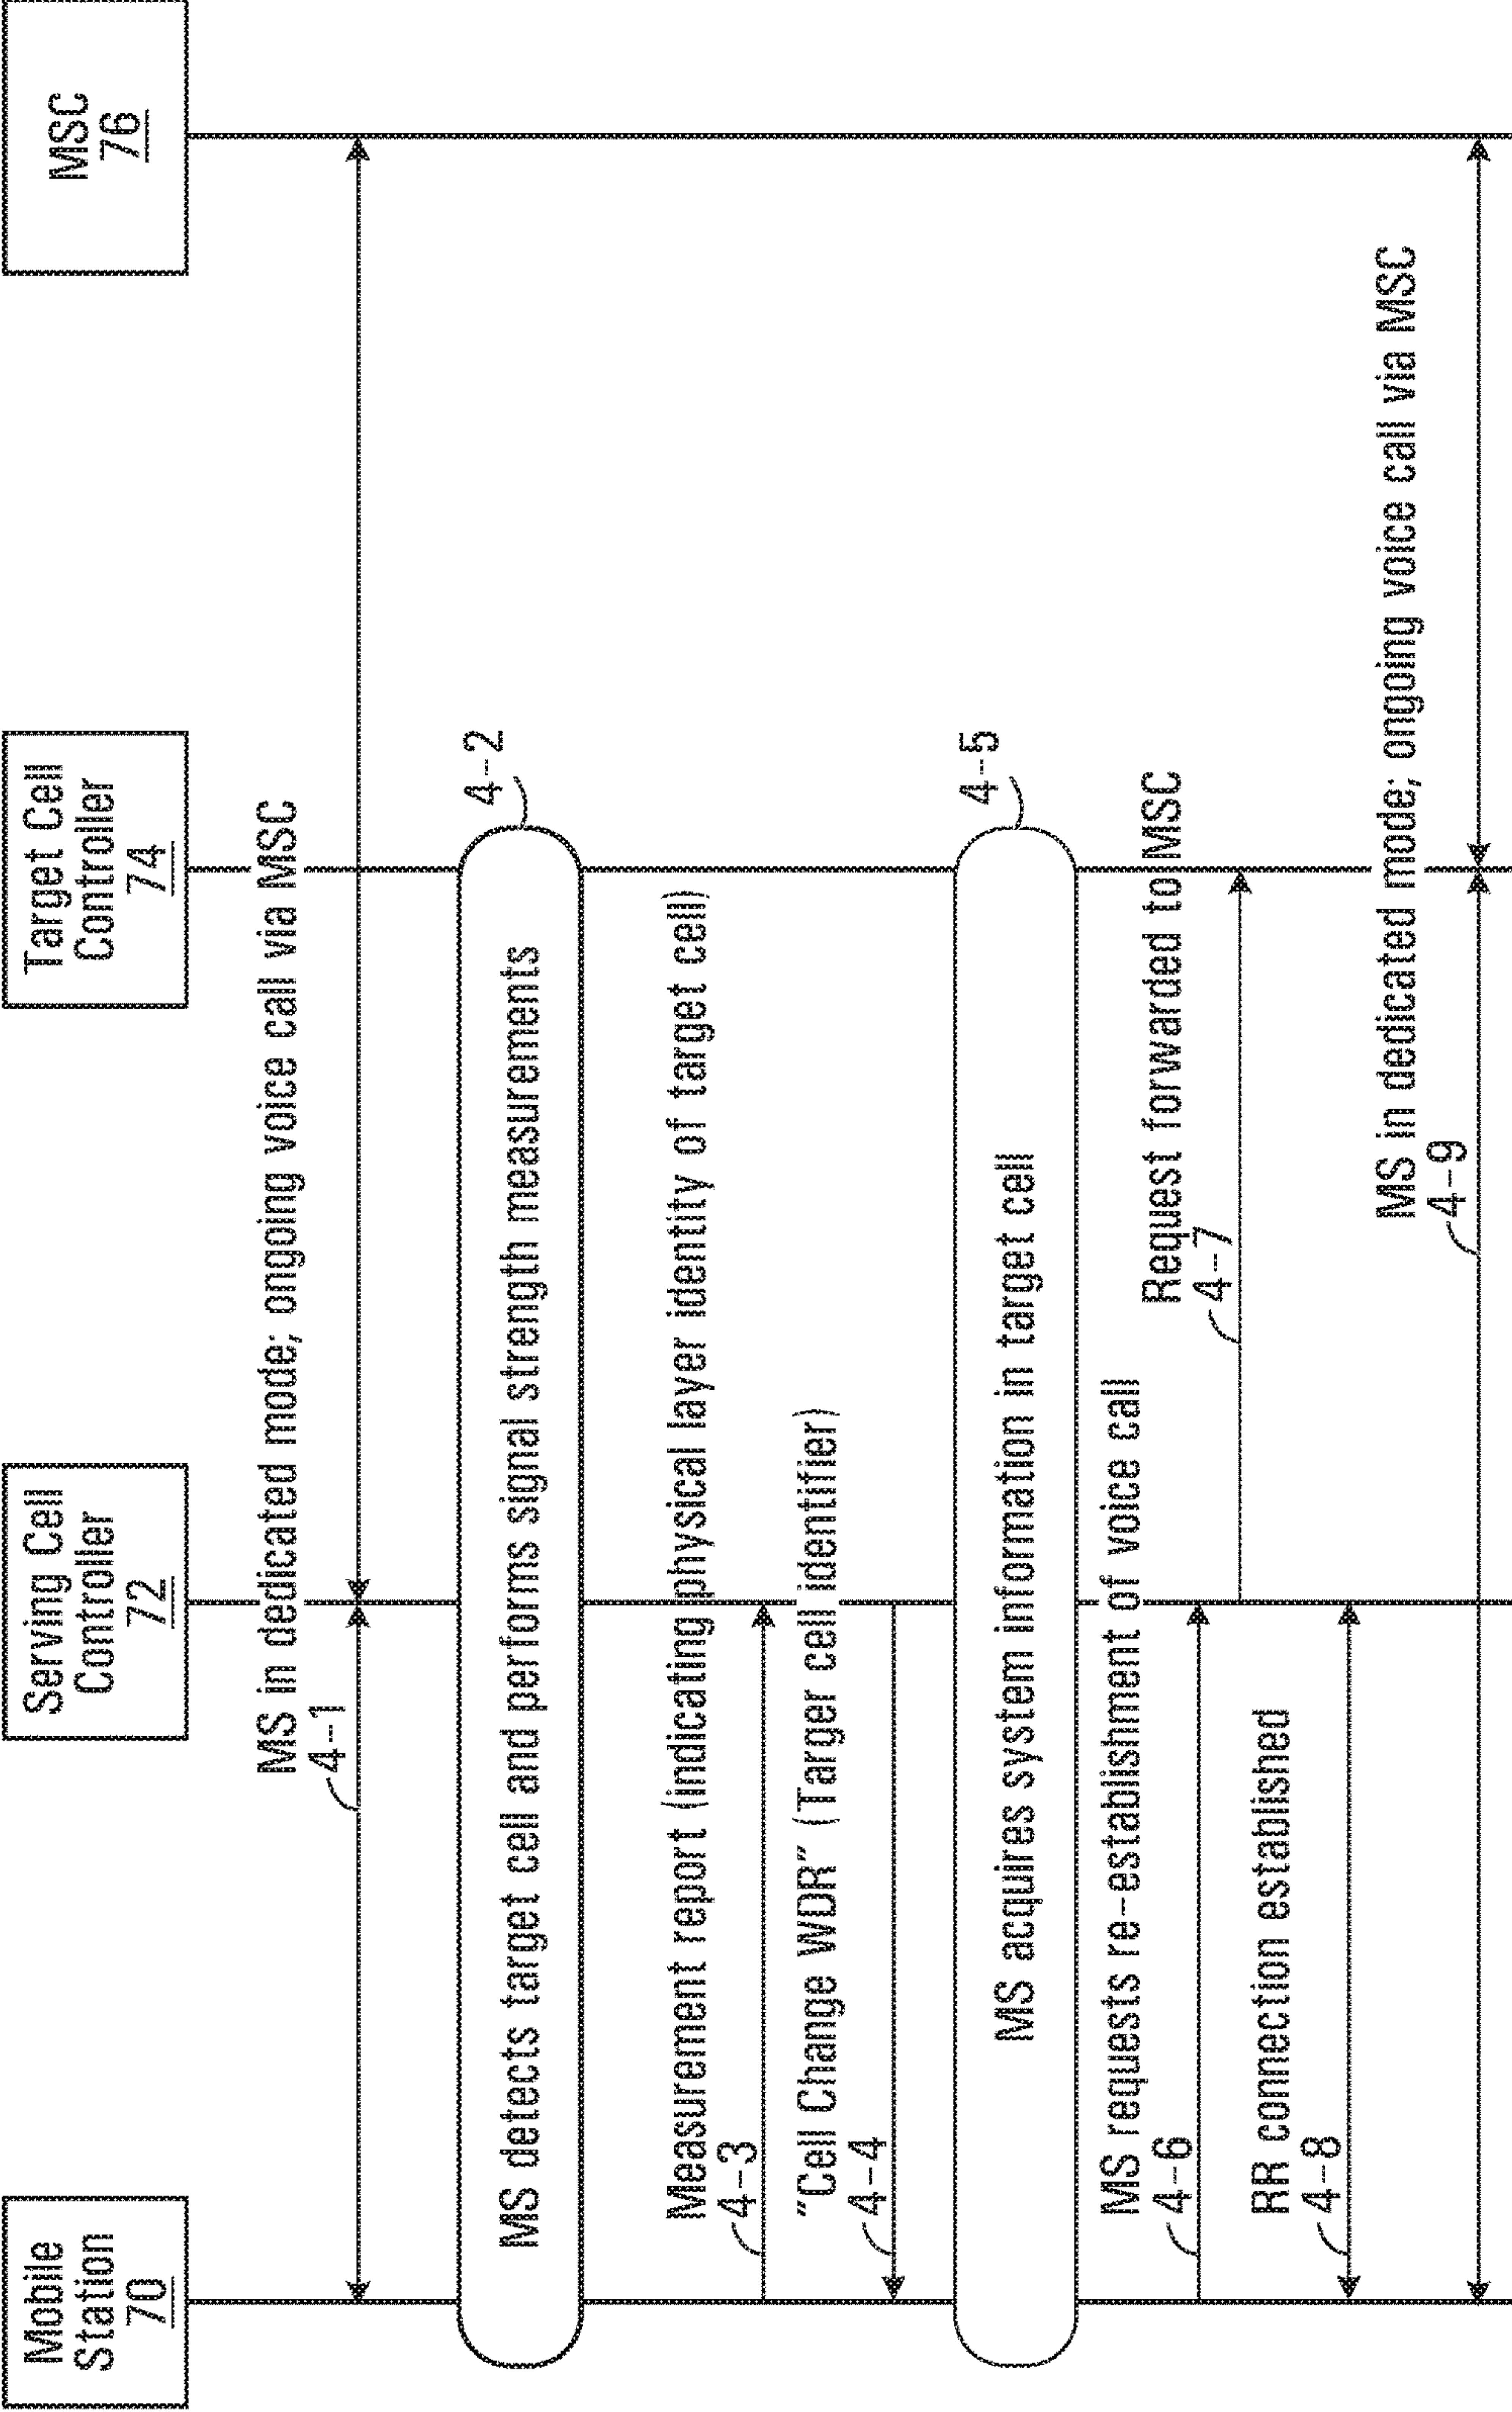 Mobile
Station
70
Serving Cell
Controller
72
Target Cell
Controller
74
MSC
76
MS in dedicated mode; ongoing voice call via MSC
4-1
MS detects target cell and performs signal strength measurements
4-2
Measurement report (indicating physical layer identity of target cell)
4-3
"Cell Change WDR" (Targer cell identifier)
4-4
MS acquires system information in target cell
4-5
MS requests re-establishment of voice call
4-6
Request forwarded to MSC
4-7
RR connection established
4-8
MS in dedicated mode; ongoing voice call via MSC
4-9